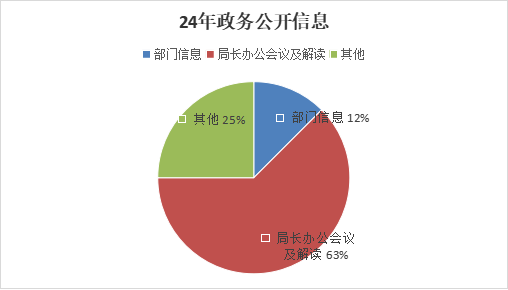 24年政务公开信息
部门信息 局长办公会议及解读 其他
其他 25%
部门信息 12%
局长办公会议
及解读 63%